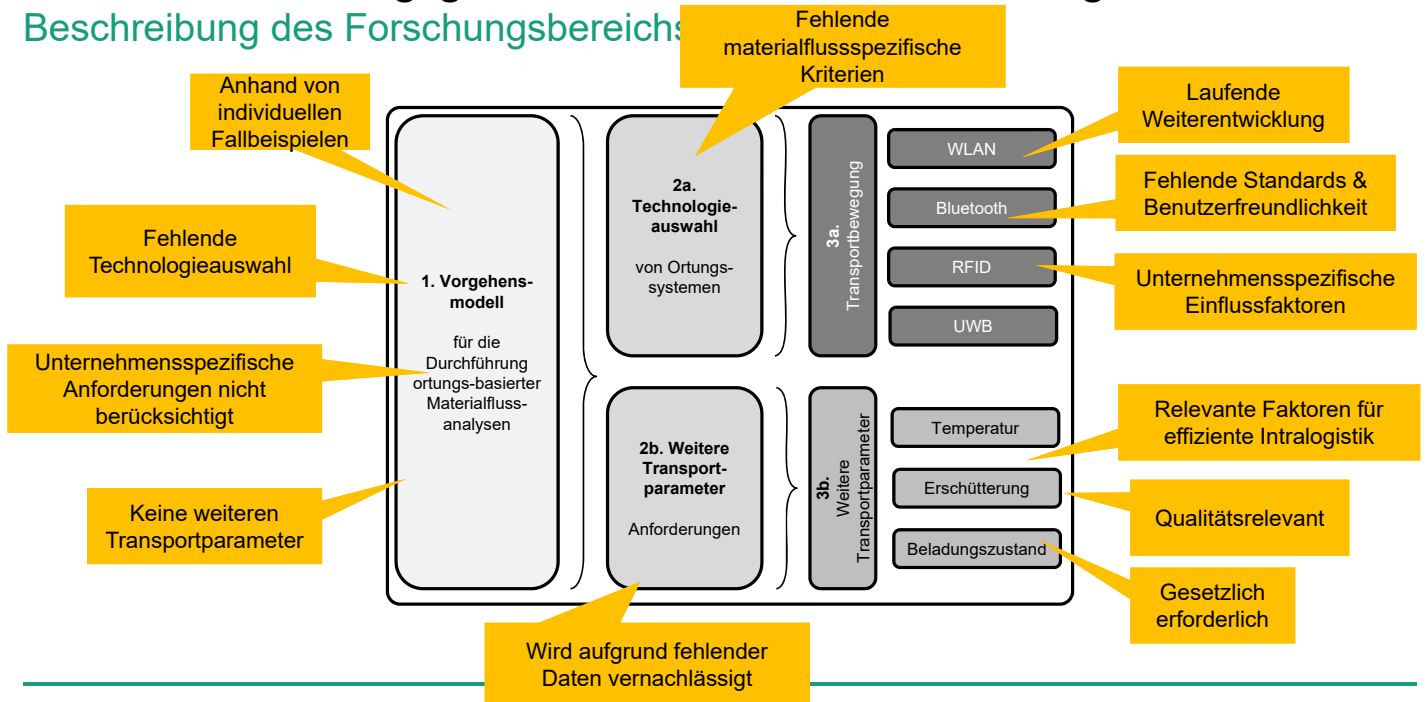 Beschreibung des Forschungsbereichs
Fehlende
materialflussspezifische
Kriterien
Anhand von
individuellen
Fallbeispielen
Fehlende
Technologieauswahl
Unternehmensspezifische
Anforderungen nicht
berücksichtigt
Keine weiteren
Transportparameter
1. Vorgehens-
modell
für die
Durchführung
ortungs-basierter
Materialfluss-
analysen
2a.
Technologie-
auswahl
von Ortungs-
systemen
2b. Weitere
Transport-
parameter
Anforderungen
Wird aufgrund fehlender
Daten vernachlässigt
3a.
Transportbewegung
WLAN
Bluetooth
RFID
UWB
3b.
Weitere
Transportparameter
Temperatur
Erschütterung
Beladungszustand
Laufende
Weiterentwicklung
Fehlende Standards &
Benutzerfreundlichkeit
Unternehmensspezifische
Einflussfaktoren
Relevante Faktoren für
effiziente Intralogistik
Qualitätsrelevant
Gesetzlich
erforderlich